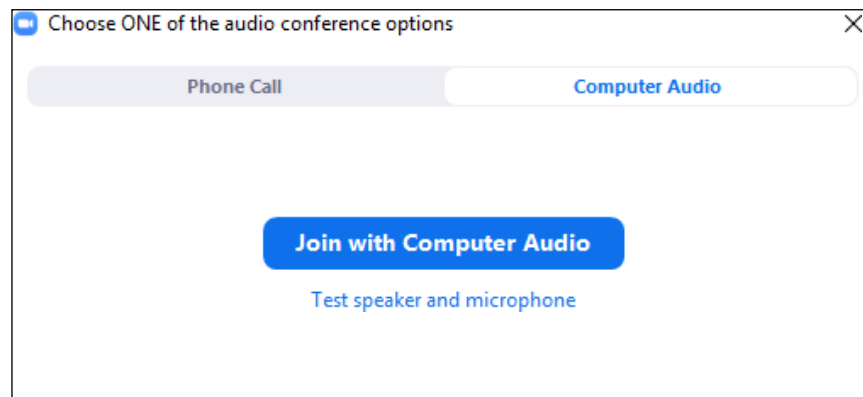 Choose ONE of the audio conference options
Phone Call
Computer Audio
Join with Computer Audio
Test speaker and microphone